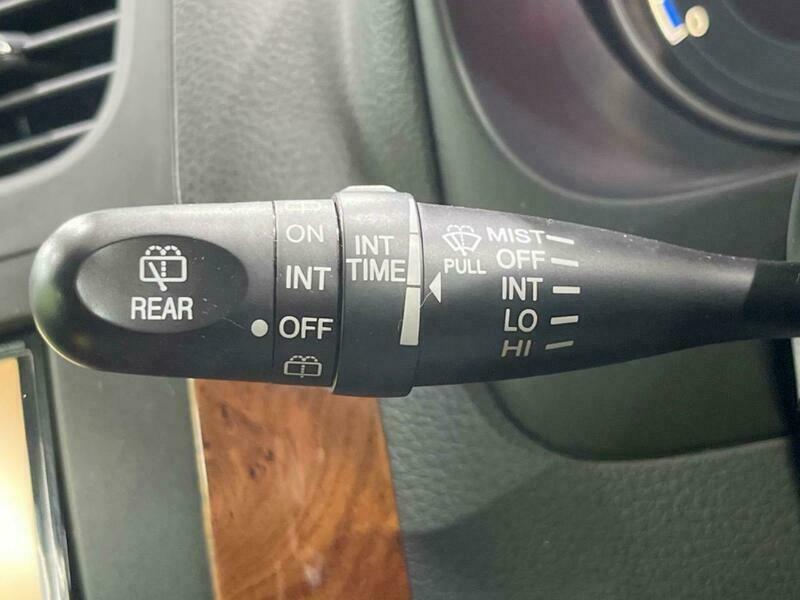 REAR
ON
INT
OFF
INT
TIME
PULL
MIST
OFF
INT
LO
HI